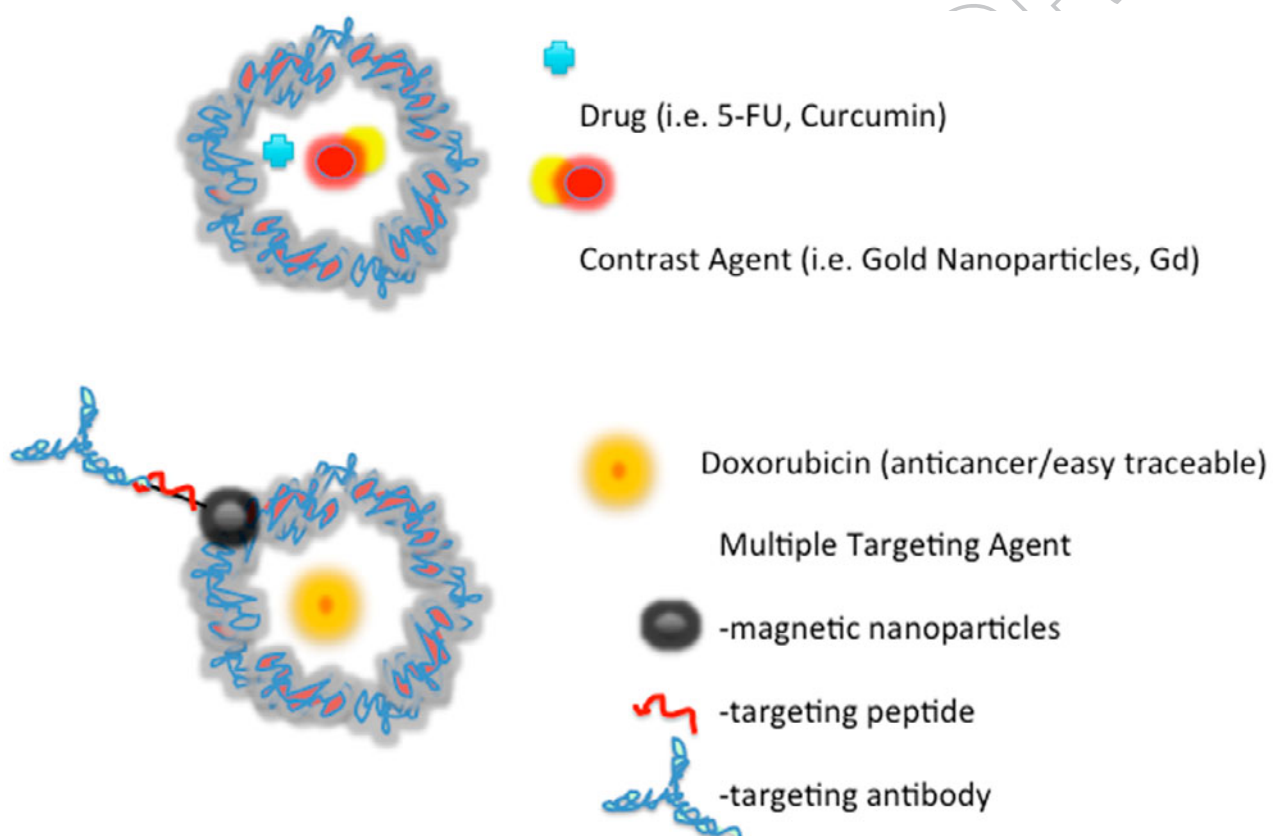 Drug (i.e. 5-FU, Curcumin)
Contrast Agent (i.e. Gold Nanoparticles, Gd)
Doxorubicin (anticancer/easy traceable)
Multiple Targeting Agent
-magnetic nanoparticles
-targeting peptide
-targeting antibody